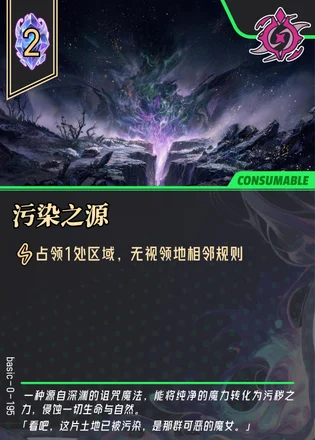 2
CONSUMABLE
污染之源
占领1处区域，无视领地相邻规则
basic-0-195
一种源自深渊的诅咒魔法，能将纯净的魔力转化为污秽之
力，侵蚀一切生命与自然。
「看吧，这片土地已被污染，是那群可恶的魔女。」